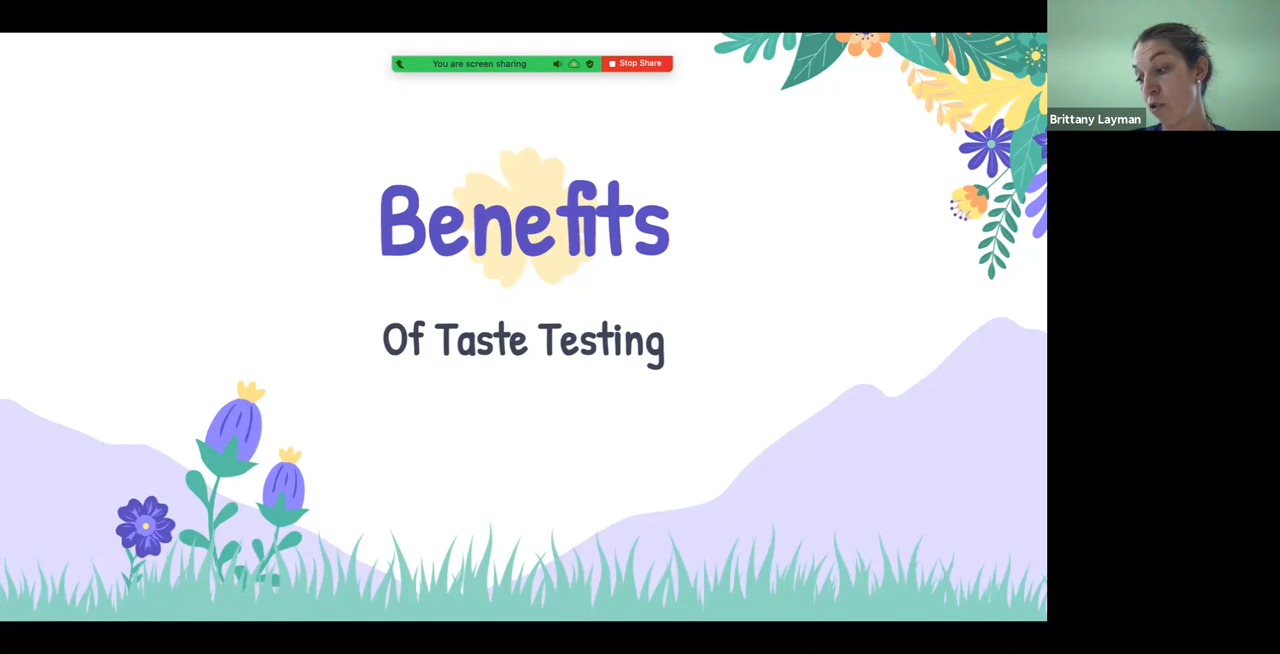 You are screen sharing
Stop Share
Brittany Layman
Benefits
Of Taste Testing